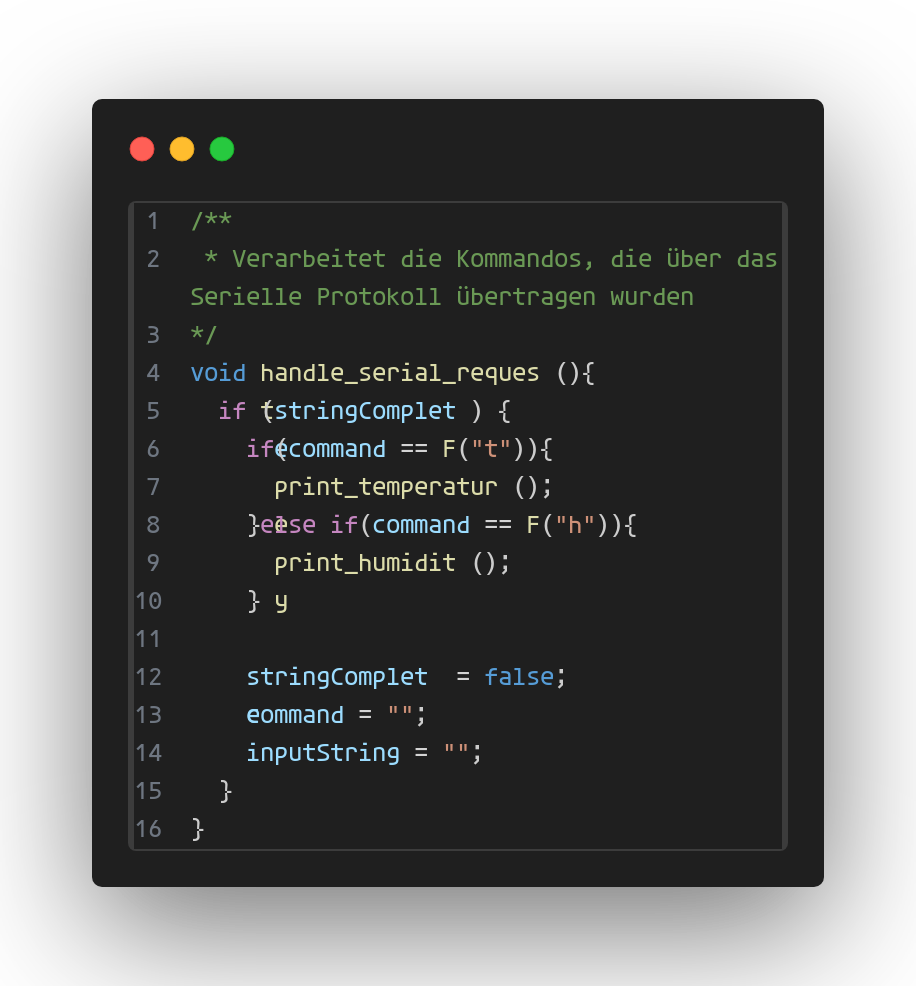 1 /**
2 * Verarbeitet die Kommandos, die über das
Serielle Protokoll übertragen wurden
3 */
4 void handle_serial_reques (){
5 if t(stringComplet ) {
6 if(ecommand == F("t")){
7 print_temperatur ();
8 }else if(command == F("h")){
9 print_humidit ();
10 } y
11
12 stringComplet  = false;
13 command = "";
14 inputString = "";
15 }
16 }